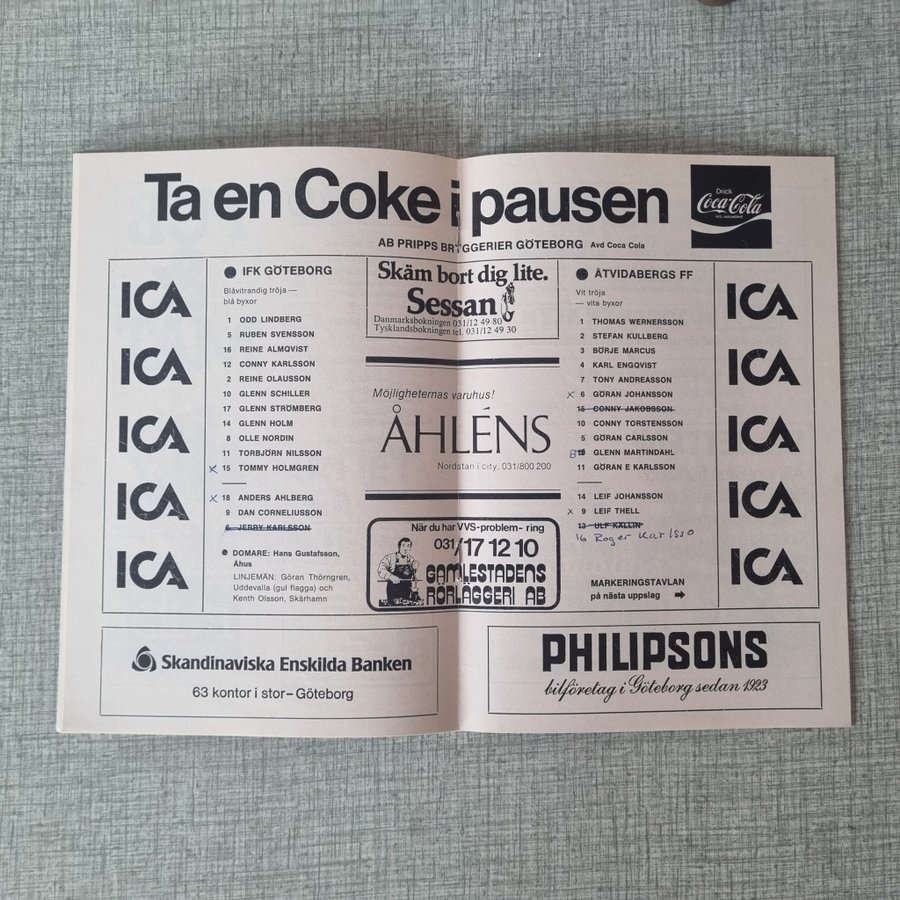 Ta en Coke i pausen
Drick
Coca-Cola
AB PRIPPS BRYGGERIER GÖTEBORG Avd Coca Cola
ICA
ICA
ICA
ICA
ICA
IFK GÖTEBORG
Blåvitrandig tröja —
blå byxor
1 ODD LINDBERG
5 RUBEN SVENSSON
16 REINE ALMQVIST
12 CONNY KARLSSON
2 REINE OLAUSSON
10 GLENN SCHILLER
17 GLENN STRÖMBERG
14 GLENN HOLM
8 OLLE NORDIN
11 TORBJÖRN NILSSON
x 15 TOMMY HOLMGREN
x 18 ANDERS AHLBERG
9 DAN CORNELIUSSON
6 JERRY KARLSSON
DOMARE: Hans Gustafsson,
Åhus
LINJEMÄN: Göran Thörngren,
Uddevalla (gul flagga) och
Kenth Olsson, Skärhamn
Skäm bort dig lite.
Sessan
Danmarksbokningen 031/12 49 80
Tysklandsbokningen tel. 031/12 49 30
Möjligheternas varuhus!
ÅHLÉNS
Nordstan i city, 031/800 200
När du har VVS-problem- ring
031/17 12 10
GAMLESTADENS
RÖRLÄGGERI AB
ÅTVIDABERGS FF
Vit tröja
— vita byxor
1 THOMAS WERNERSSON
2 STEFAN KULLBERG
3 BÖRJE MARCUS
4 KARL ENGQVIST
7 TONY ANDREASSON
x 6 GÖRAN JOHANSSON
15 CONNY JAKOBSSON
10 CONNY TORSTENSSON
5 GÖRAN CARLSSON
8 GLENN MARTINDAHL
11 GÖRAN E KARLSSON
14 LEIF JOHANSSON
x 9 LEIF THELL
13 ULF KALLIN
16 Roger Karlsso
MARKERINGSTAVLAN
på nästa uppslag
ICA
ICA
ICA
ICA
ICA
Skandinaviska Enskilda Banken
63 kontor i stor-Göteborg
PHILIPSONS
bilföretag i Göteborg sedan 1923